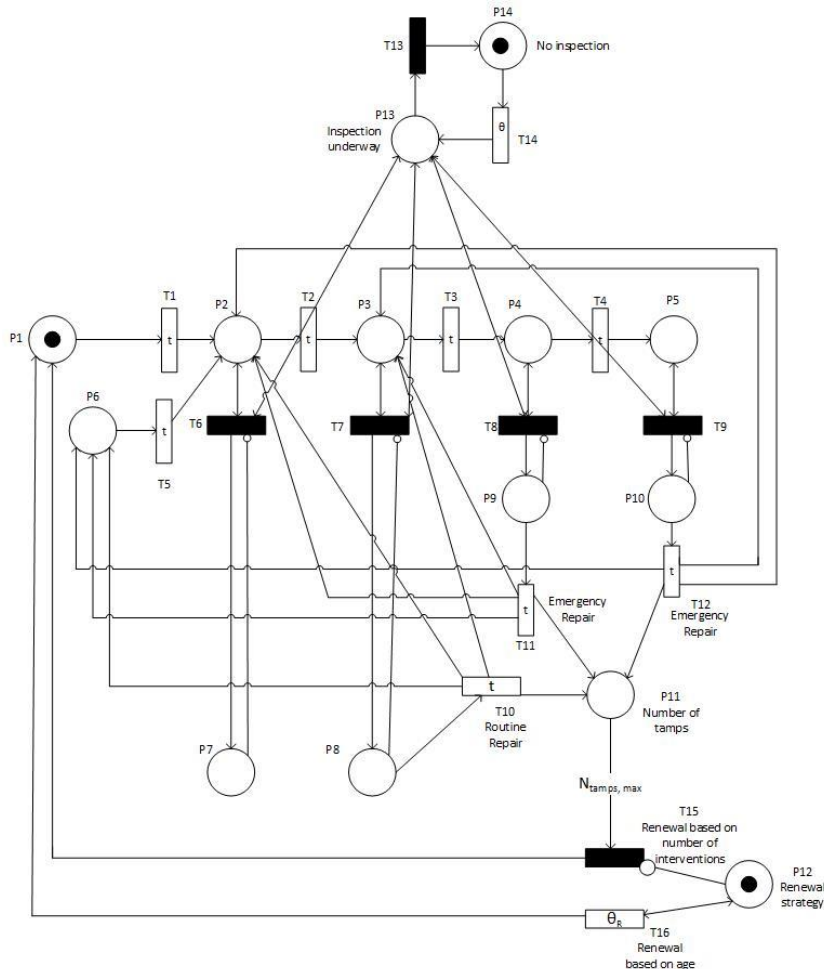 P14
T13
No inspection
P13
Inspection
underway
θ
T14
T1
P2
T2
P3
T3
P4
T4
P5
P1
t
t
t
t
P6
t
T5
T6
T7
T8
T9
P9
P10
t
T12
Emergency
Repair
t
T11
Emergency
Repair
t
T10
Routine
Repair
P11
Number of
tamps
P7
P8
Ntamps, max
T15
Renewal based on
number of
interventions
P12
Renewal
strategy
θR
T16
Renewal
based on age